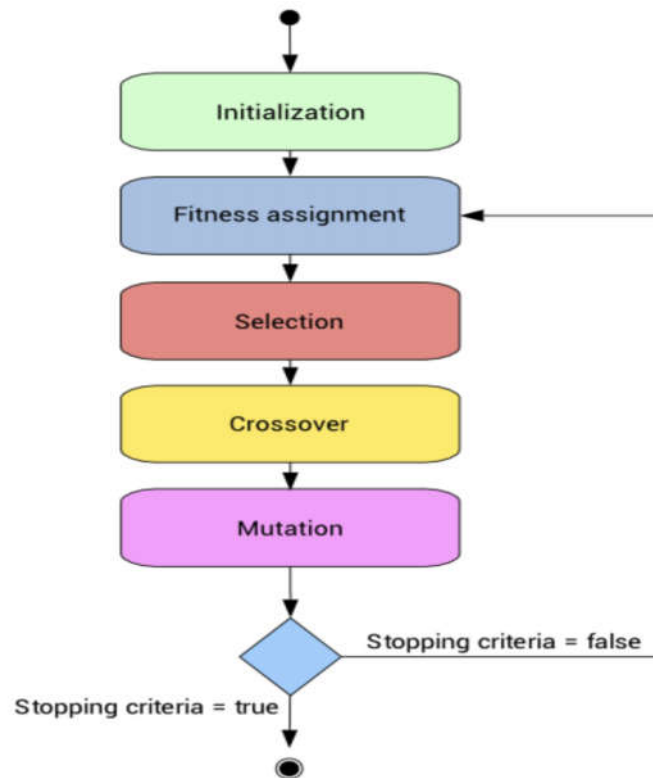 Initialization
Fitness assignment
Selection
Crossover
Mutation
Stopping criteria = false
Stopping criteria = true